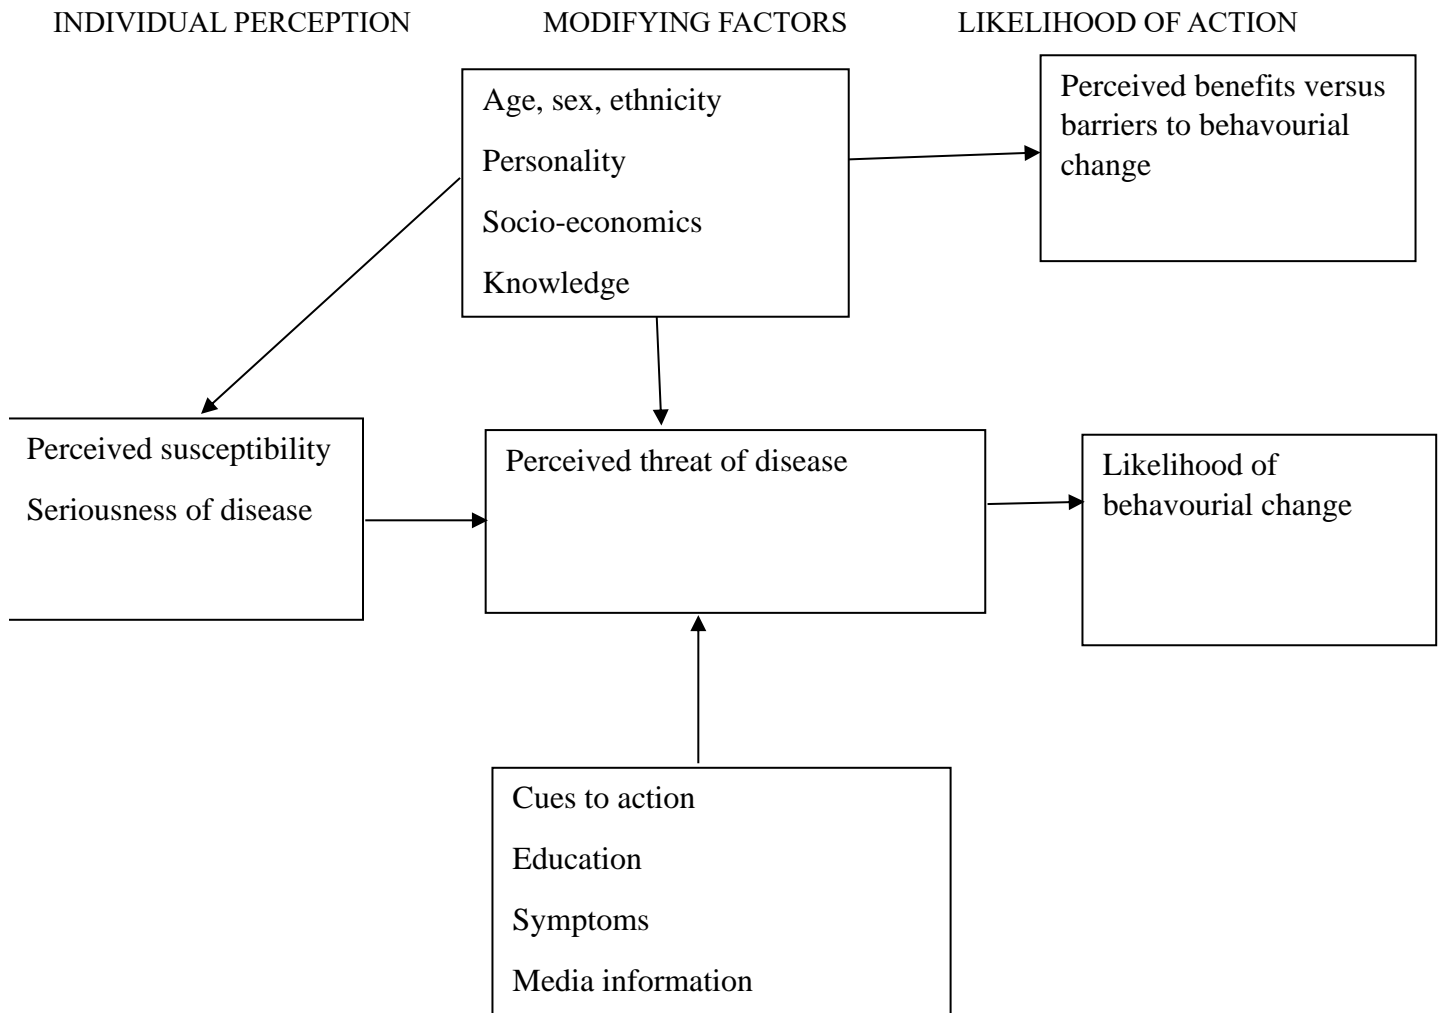 INDIVIDUAL PERCEPTION MODIFYING FACTORS LIKELIHOOD OF ACTION
Age, sex, ethnicity
Personality
Socio-economics
Knowledge
Perceived benefits versus
barriers to behavourial
change
Perceived susceptibility
Seriousness of disease
Perceived threat of disease
Likelihood of
behavourial change
Cues to action
Education
Symptoms
Media information